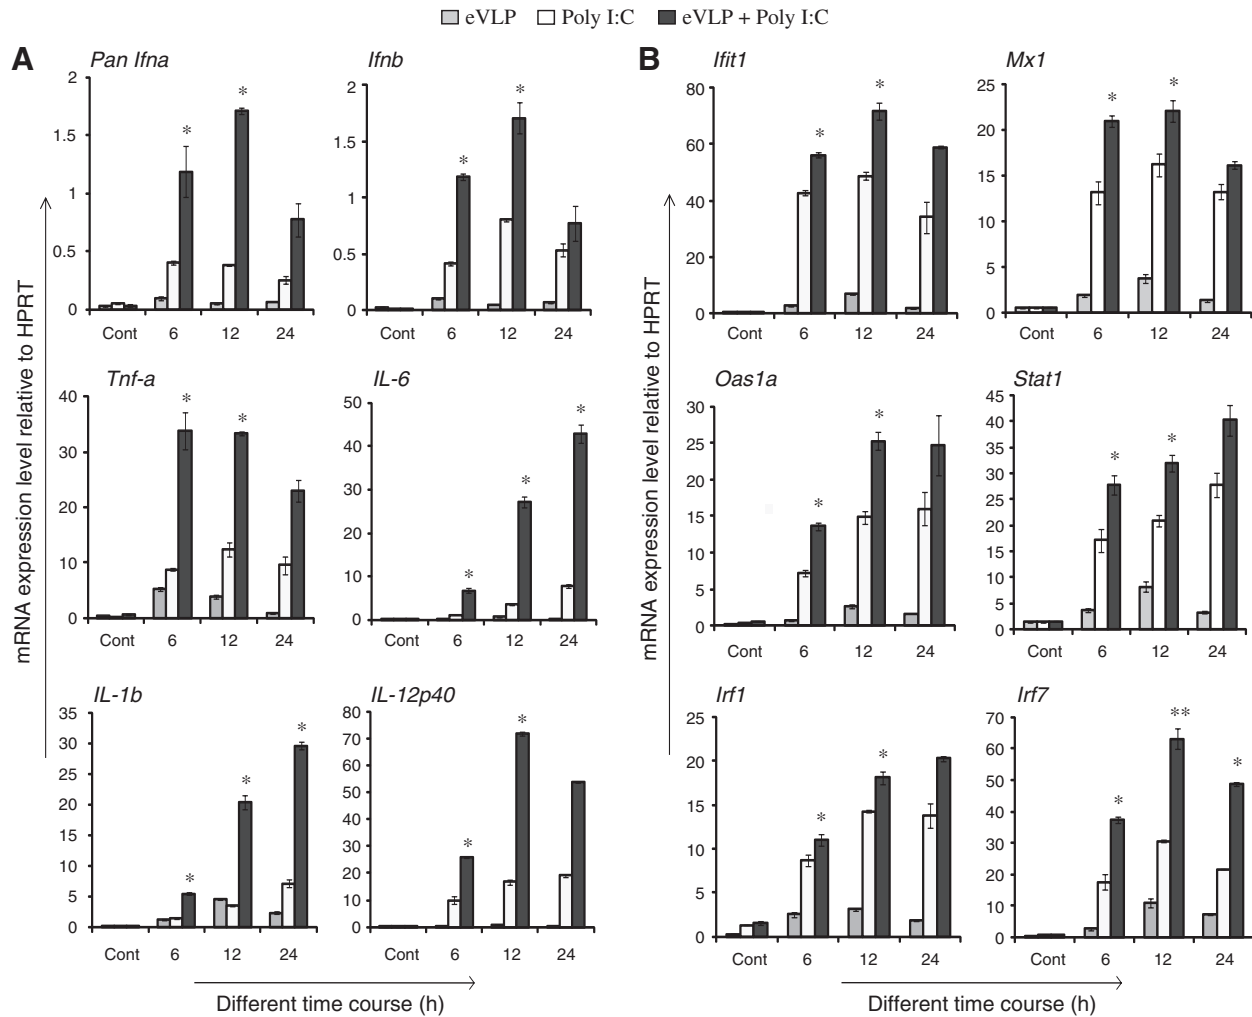 eVLP Poly I:C eVLP + Poly I:C
A
mRNA expression level relative to HPRT
Pan Ifna
2
1.5
1
0.5
0
Cont 6 12 24
* *
Ifnb
2
1.5
1
0.5
0
Cont 6 12 24
* *
Tnf-a
40
30
20
10
0
Cont 6 12 24
* *
IL-6
50
40
30
20
10
0
Cont 6 12 24
* * *
IL-1b
35
30
25
20
15
10
5
0
Cont 6 12 24
* * *
IL-12p40
80
70
60
50
40
30
20
10
0
Cont 6 12 24
* *
Different time course (h)
B
mRNA expression level relative to HPRT
Ifit1
80
60
40
20
0
Cont 6 12 24
* *
Mx1
25
20
15
10
5
0
Cont 6 12 24
* *
Oas1a
30
25
20
15
10
5
0
Cont 6 12 24
* *
Stat1
45
40
35
30
25
20
15
10
5
0
Cont 6 12 24
* *
Irf1
25
20
15
10
5
0
Cont 6 12 24
* *
Irf7
70
60
50
40
30
20
10
0
Cont 6 12 24
* ** *
Different time course (h)